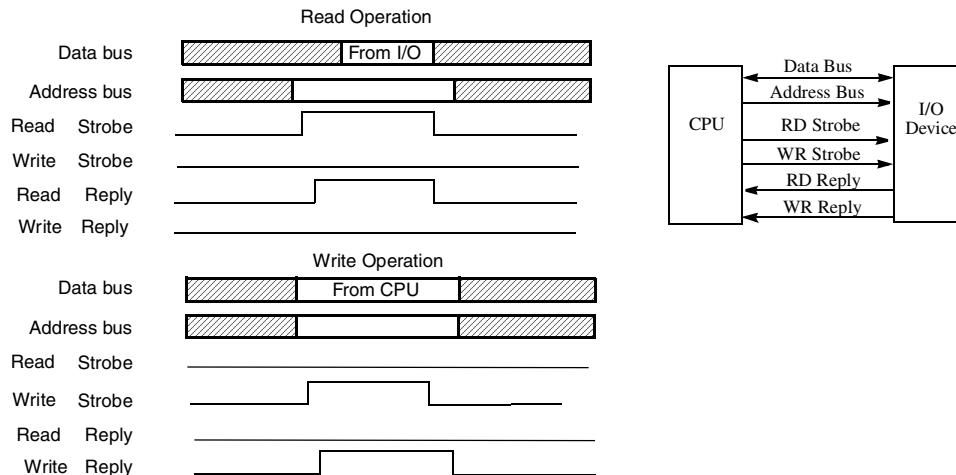 Read Operation
Data bus
From I/O
Address bus
Read Strobe
Write Strobe
Read Reply
Write Reply
Write Operation
Data bus
From CPU
Address bus
Read Strobe
Write Strobe
Read Reply
Write Reply
CPU
Data Bus
Address Bus
RD Strobe
WR Strobe
RD Reply
WR Reply
I/O
Device